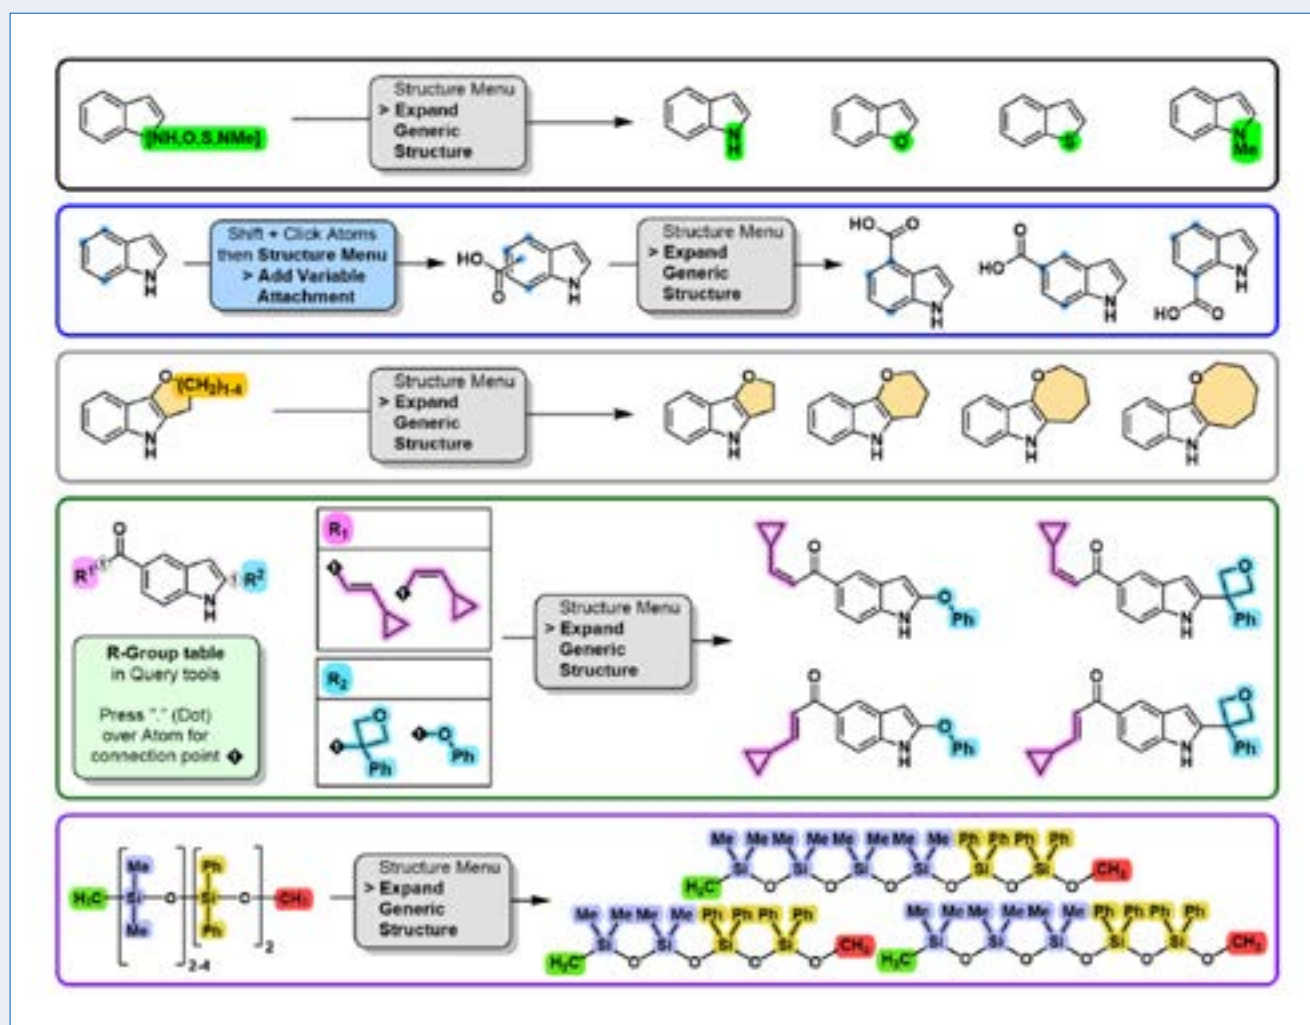 [NH,O,S,NMe]
Structure Menu
> Expand
Generic
Structure
N
H
O
S
N
Me
N
H
Shift + Click Atoms
then Structure Menu
> Add Variable
Attachment
HO
O
N
H
Structure Menu
> Expand
Generic
Structure
HO
O
N
H
O
HO
N
H
N
H
HO
O
O
(CH2)1-4
N
H
Structure Menu
> Expand
Generic
Structure
O
N
H
O
N
H
O
N
H
O
N
H
O
R1
1
1
R2
N
H
R-Group table
in Query tools
Press "." (Dot)
over Atom for
connection point
R1
R2
O
Ph
O
Ph
Structure Menu
> Expand
Generic
Structure
O
N
H
O
Ph
O
N
H
O
Ph
O
N
H
O
Ph
O
N
H
O
Ph
H3C
Me
Si
Me
O
2-4
Ph
Si
Ph
O
2
CH3
Structure Menu
> Expand
Generic
Structure
Me Me Me Me Me Me Me Me Ph Ph Ph Ph
Si Si Si Si Si Si
H3C O O O O O O CH3
Me Me Me Me Ph Ph Ph Ph
Si Si Si Si
H3C O O O O CH3
Me Me Me Me Me Me Ph Ph Ph Ph
Si Si Si Si Si
H3C O O O O O CH3